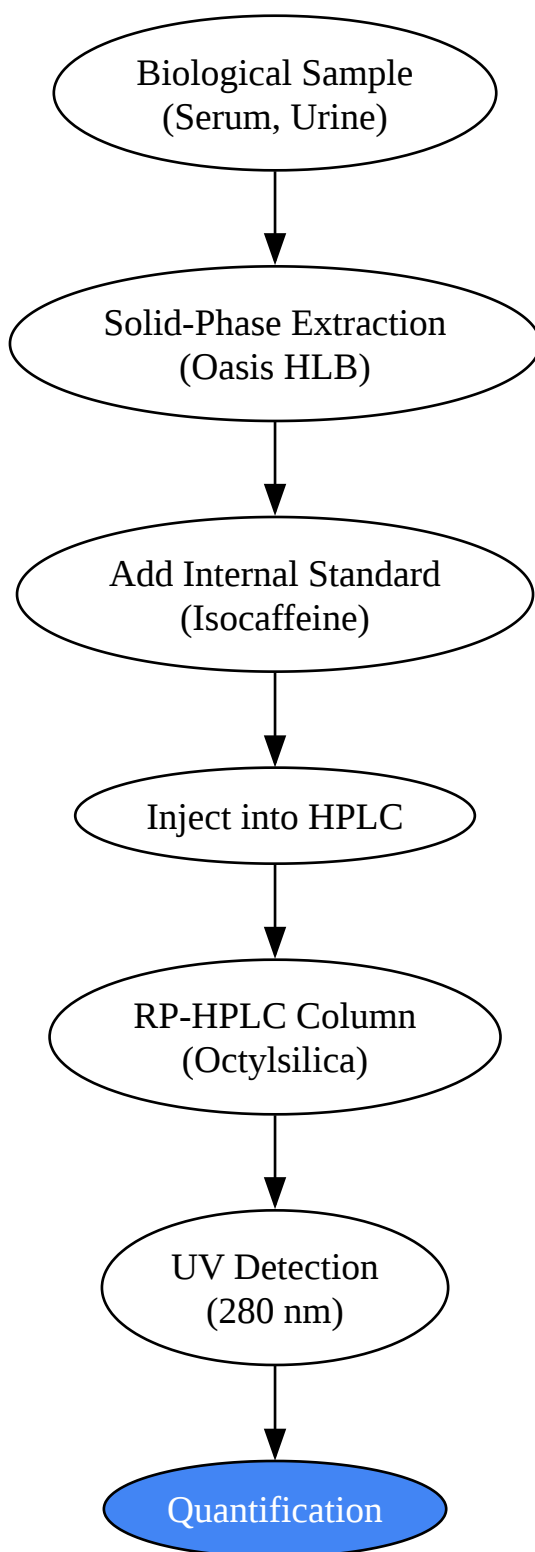 Biological Sample
(Serum, Urine)
Solid-Phase Extraction
(Oasis HLB)
Add Internal Standard
(Isocaffeine)
Inject into HPLC
RP-HPLC Column
(Octylsilica)
UV Detection
(280 nm)
Quantification